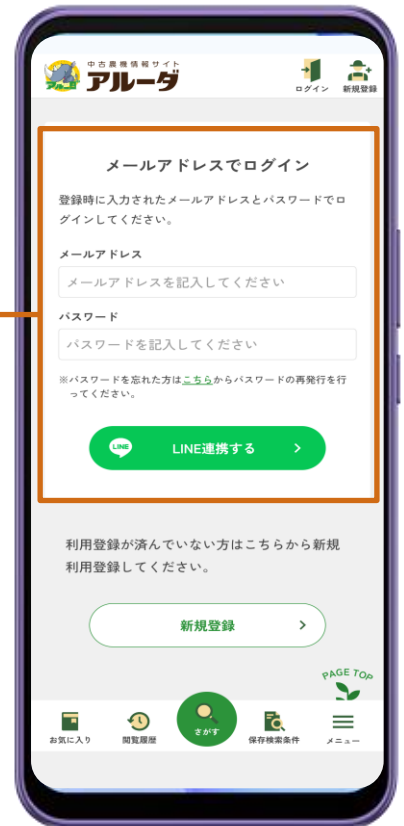 中古農機情報サイト
アルーダ
アルーダ
ログイン
新規登録
メールアドレスでログイン
登録時に入力されたメールアドレスとパスワードでロ
グインしてください。
メールアドレス
メールアドレスを記入してください
パスワード
パスワードを記入してください
※パスワードを忘れた方はこちらからパスワードの再発行を行
ってください。
LINE
LINE連携する
利用登録が済んでいない方はこちらから新規
利用登録してください。
新規登録
PAGE TOP
お気に入り
閲覧履歴
さがす
保存検索条件
メニュー